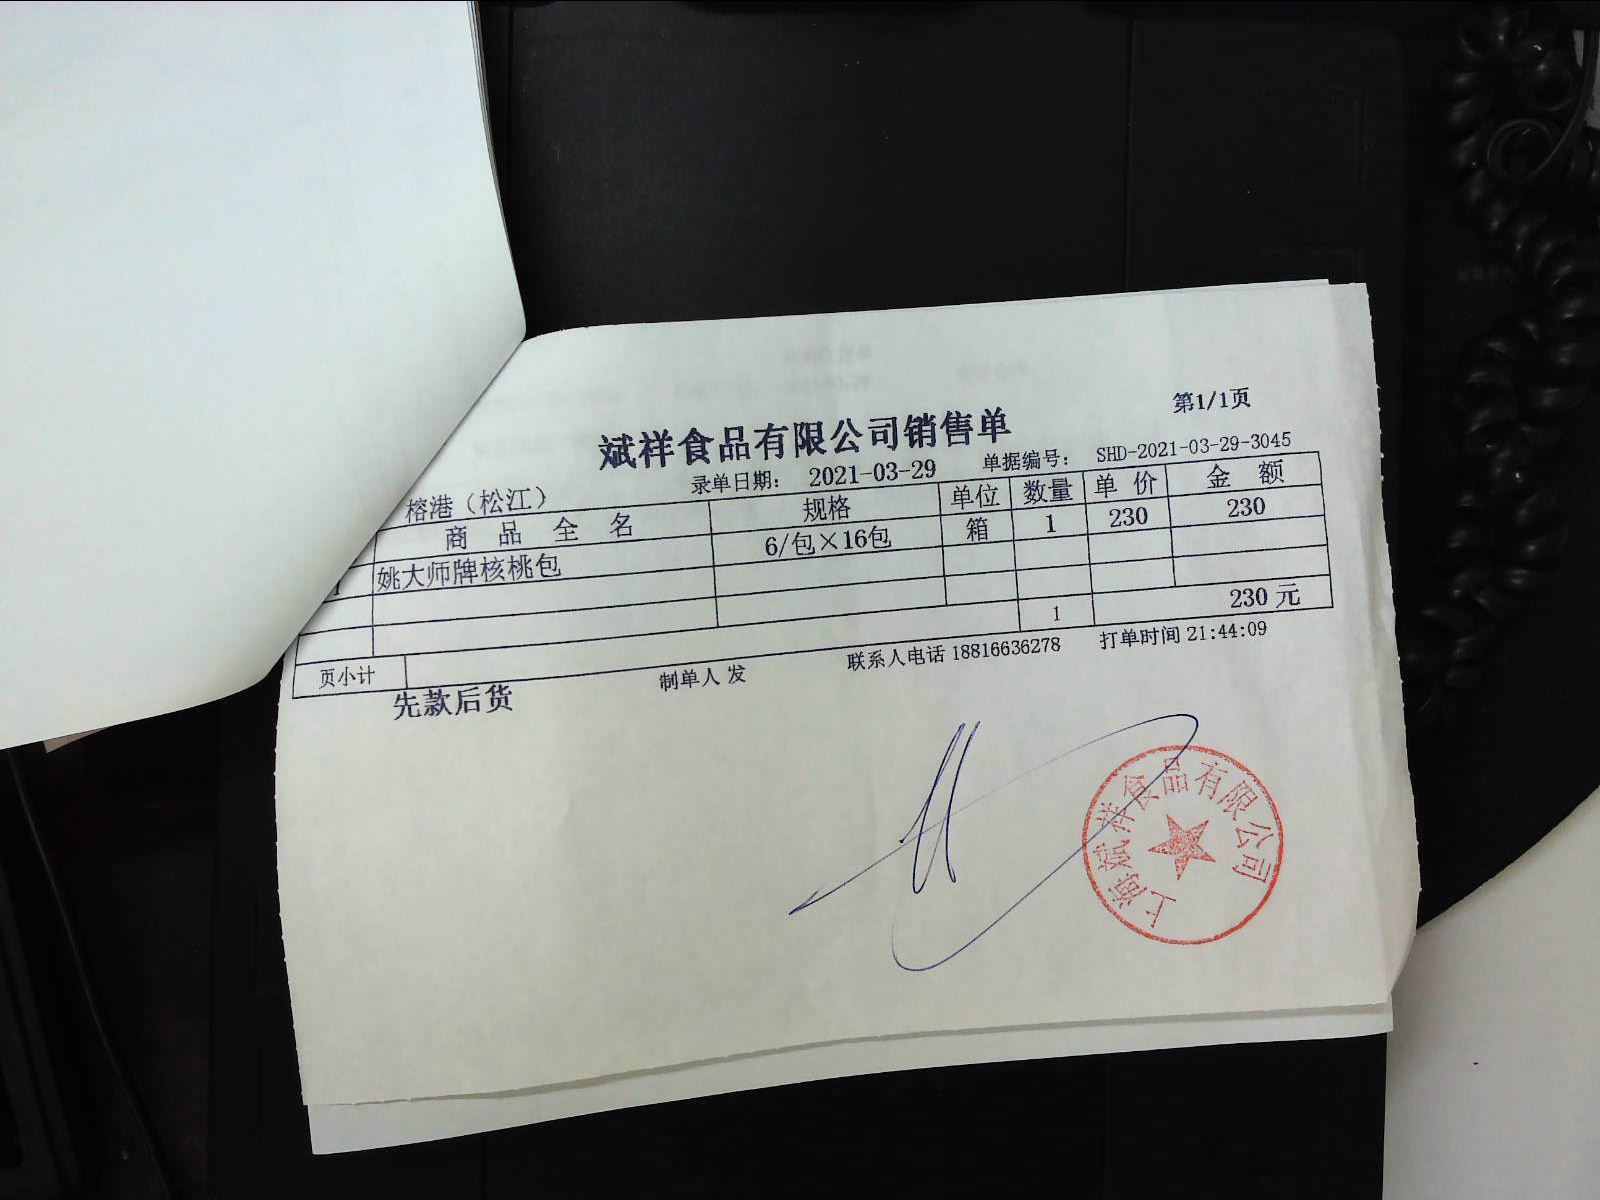 第1/1页
斌祥食品有限公司销售单
录单日期： 2021-03-29 单据编号： SHD-2021-03-29-3045
榕港（松江）
商 品 全 名 规格 单位 数量 单 价 金 额
1 姚大师牌核桃包 6/包×16包 箱 1 230 230
页小计 1 230 元
先款后货 制单人 发 联系人电话 18816636278 打单时间 21:44:09
上海斌祥食品有限公司